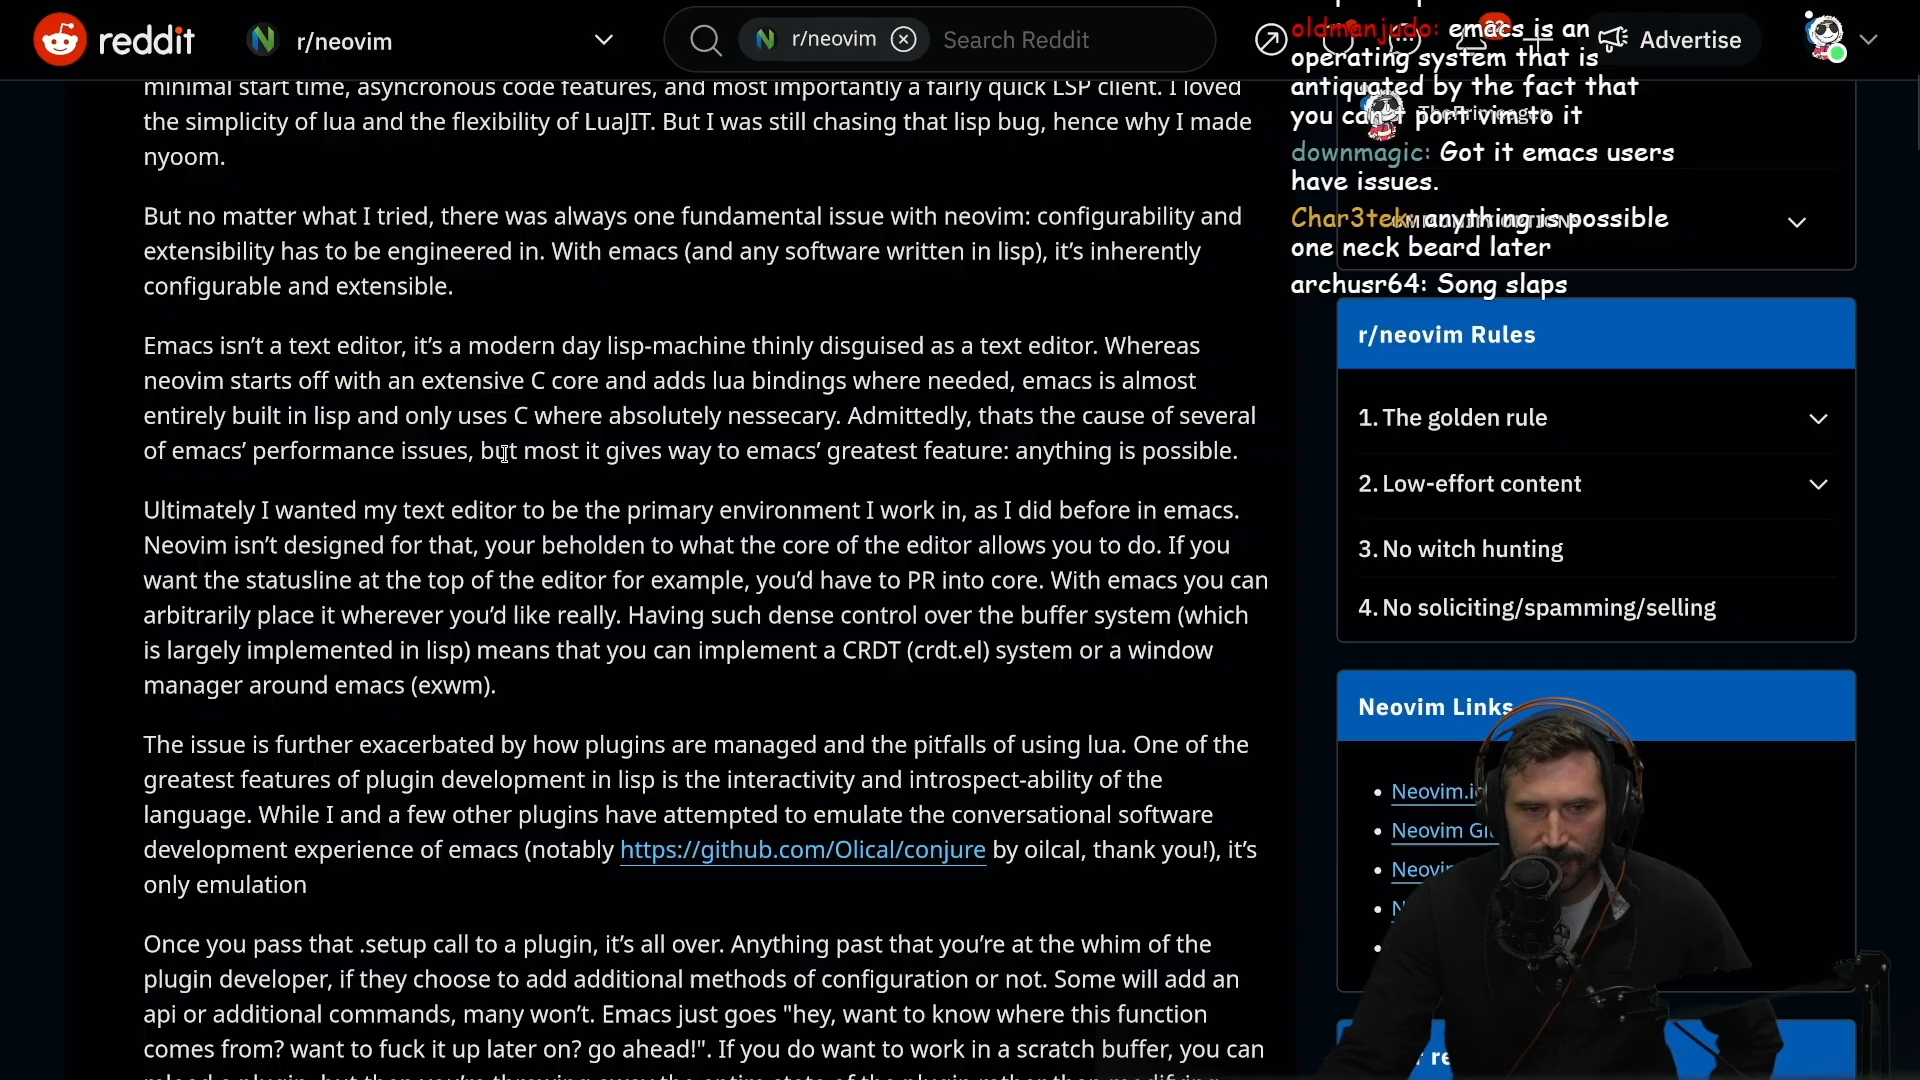 reddit
r/neovim
r/neovim
Search Reddit
Advertise
minimal start time, asyncronous code features, and most importantly a fairly quick LSP client. I loved
the simplicity of lua and the flexibility of LuaJIT. But I was still chasing that lisp bug, hence why I made
nyoom.
But no matter what I tried, there was always one fundamental issue with neovim: configurability and
extensibility has to be engineered in. With emacs (and any software written in lisp), it's inherently
configurable and extensible.
Emacs isn't a text editor, it's a modern day lisp-machine thinly disguised as a text editor. Whereas
neovim starts off with an extensive C core and adds lua bindings where needed, emacs is almost
entirely built in lisp and only uses C where absolutely nessecary. Admittedly, thats the cause of several
of emacs' performance issues, but most it gives way to emacs' greatest feature: anything is possible.
Ultimately I wanted my text editor to be the primary environment I work in, as I did before in emacs.
Neovim isn't designed for that, your beholden to what the core of the editor allows you to do. If you
want the statusline at the top of the editor for example, you'd have to PR into core. With emacs you can
arbitrarily place it wherever you'd like really. Having such dense control over the buffer system (which
is largely implemented in lisp) means that you can implement a CRDT (crdt.el) system or a window
manager around emacs (exwm).
The issue is further exacerbated by how plugins are managed and the pitfalls of using lua. One of the
greatest features of plugin development in lisp is the interactivity and introspect-ability of the
language. While I and a few other plugins have attempted to emulate the conversational software
development experience of emacs (notably https://github.com/Olical/conjure by oilcal, thank you!), it's
only emulation
Once you pass that .setup call to a plugin, it's all over. Anything past that you're at the whim of the
plugin developer, if they choose to add additional methods of configuration or not. Some will add an
api or additional commands, many won't. Emacs just goes "hey, want to know where this function
comes from? want to fuck it up later on? go ahead!". If you do want to work in a scratch buffer, you can
oldmanjudo: emacs is an
operating system that is
antiquated by the fact that
you can't port vim to it
ThePrimeagen
downmagic: Got it emacs users
have issues.
Char3tek: anything is possible
one neck beard later
archusr64: Song slaps
COMMUNITY OPTIONS
r/neovim Rules
1. The golden rule
2. Low-effort content
3. No witch hunting
4. No soliciting/spamming/selling
Neovim Links
Neovim.i
Neovim Gi